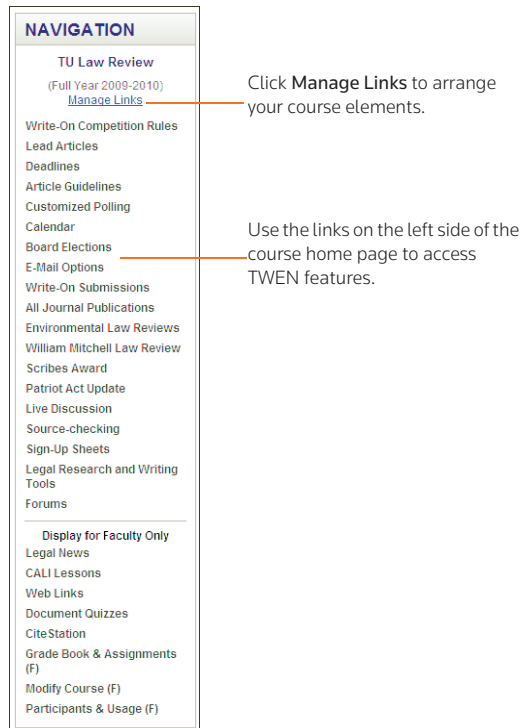 NAVIGATION
TU Law Review
(Full Year 2009-2010)
Manage Links
Write-On Competition Rules
Lead Articles
Deadlines
Article Guidelines
Customized Polling
Calendar
Board Elections
E-Mail Options
Write-On Submissions
All Journal Publications
Environmental Law Reviews
William Mitchell Law Review
Scribes Award
Patriot Act Update
Live Discussion
Source-checking
Sign-Up Sheets
Legal Research and Writing
Tools
Forums
Display for Faculty Only
Legal News
CALI Lessons
Web Links
Document Quizzes
CiteStation
Grade Book & Assignments
(F)
Modify Course (F)
Participants & Usage (F)
Click Manage Links to arrange
your course elements.
Use the links on the left side of the
course home page to access
TWEN features.